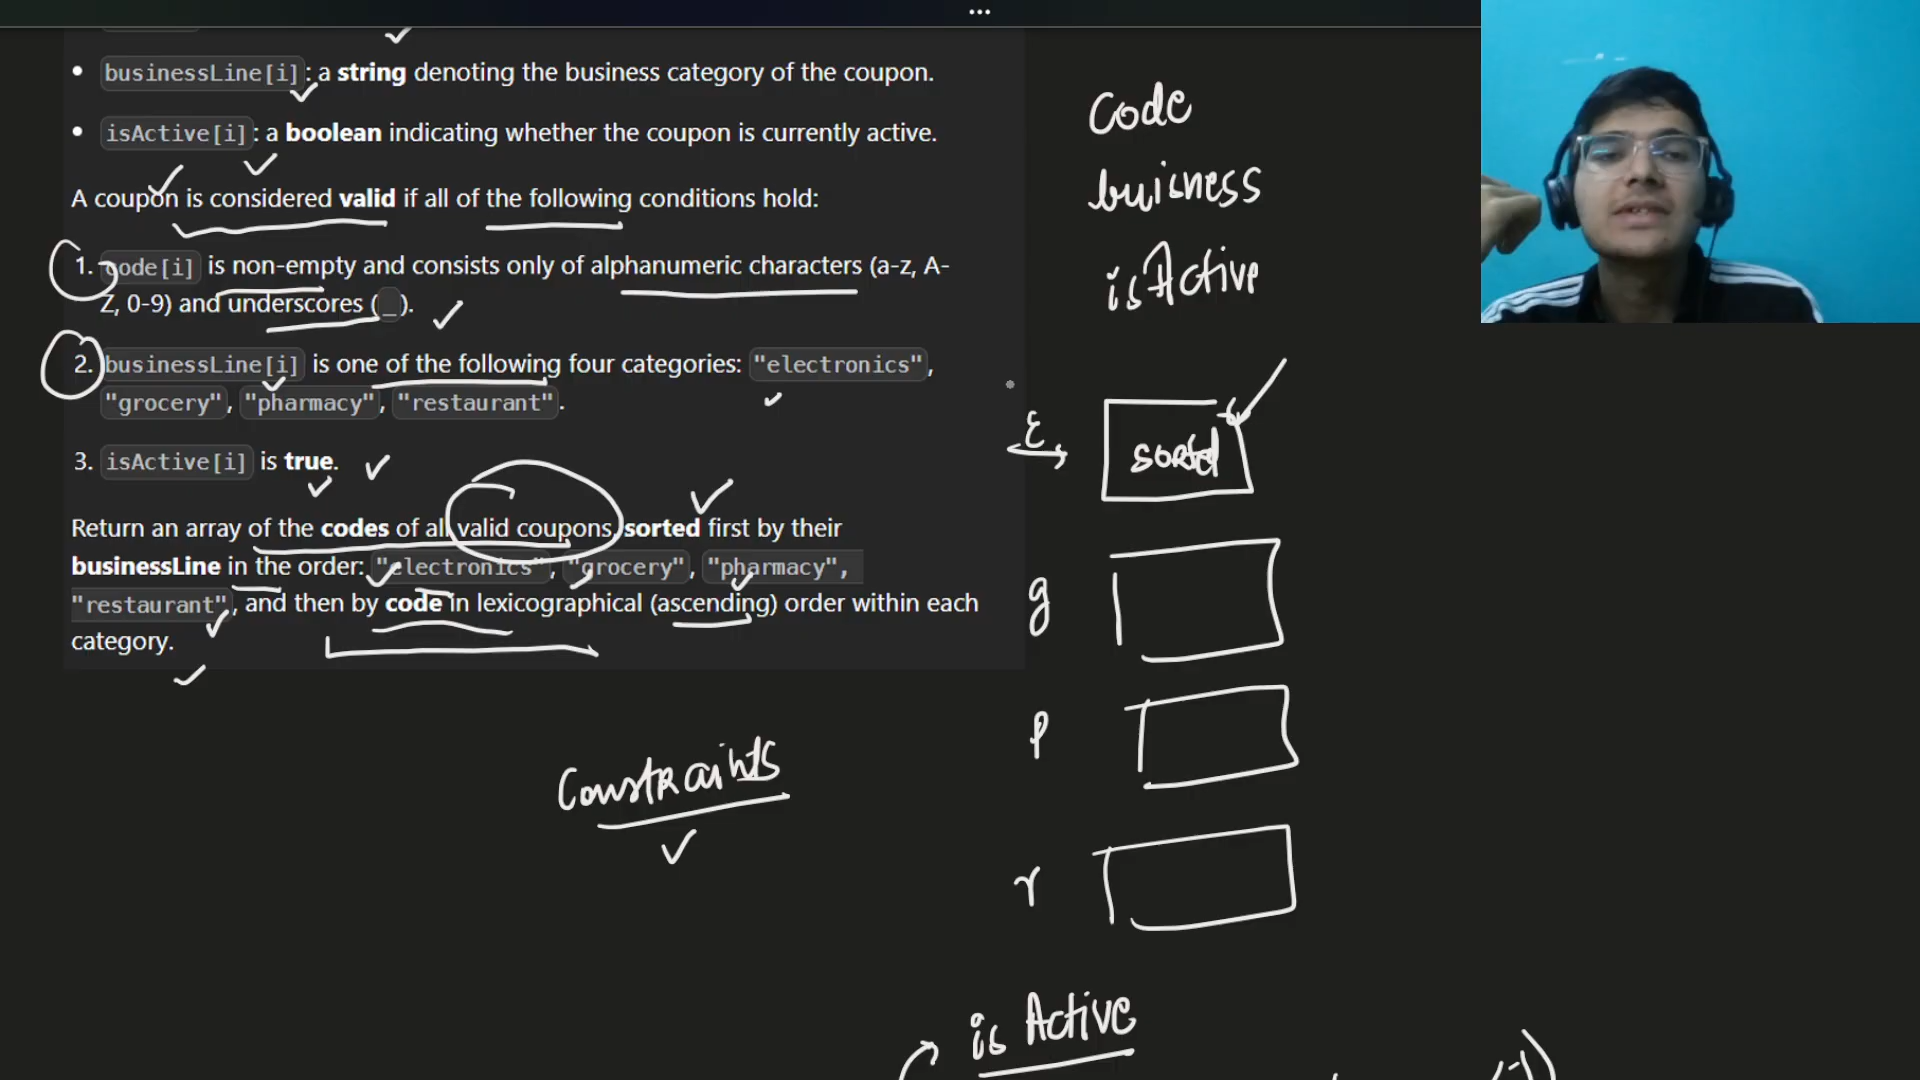 businessLine[i]: a string denoting the business category of the coupon.
isActive[i]: a boolean indicating whether the coupon is currently active.
A coupon is considered valid if all of the following conditions hold:
1. code[i] is non-empty and consists only of alphanumeric characters (a-z, A-
Z, 0-9) and underscores (_).
2. businessLine[i] is one of the following four categories: "electronics",
"grocery", "pharmacy", "restaurant".
3. isActive[i] is true.
Return an array of the codes of all valid coupons, sorted first by their
businessLine in the order: "electronics", "grocery", "pharmacy",
"restaurant", and then by code in lexicographical (ascending) order within each
category.
Constraints
Code
buisness
isActive
E
sorted
g
p
r
is Active
(-1)